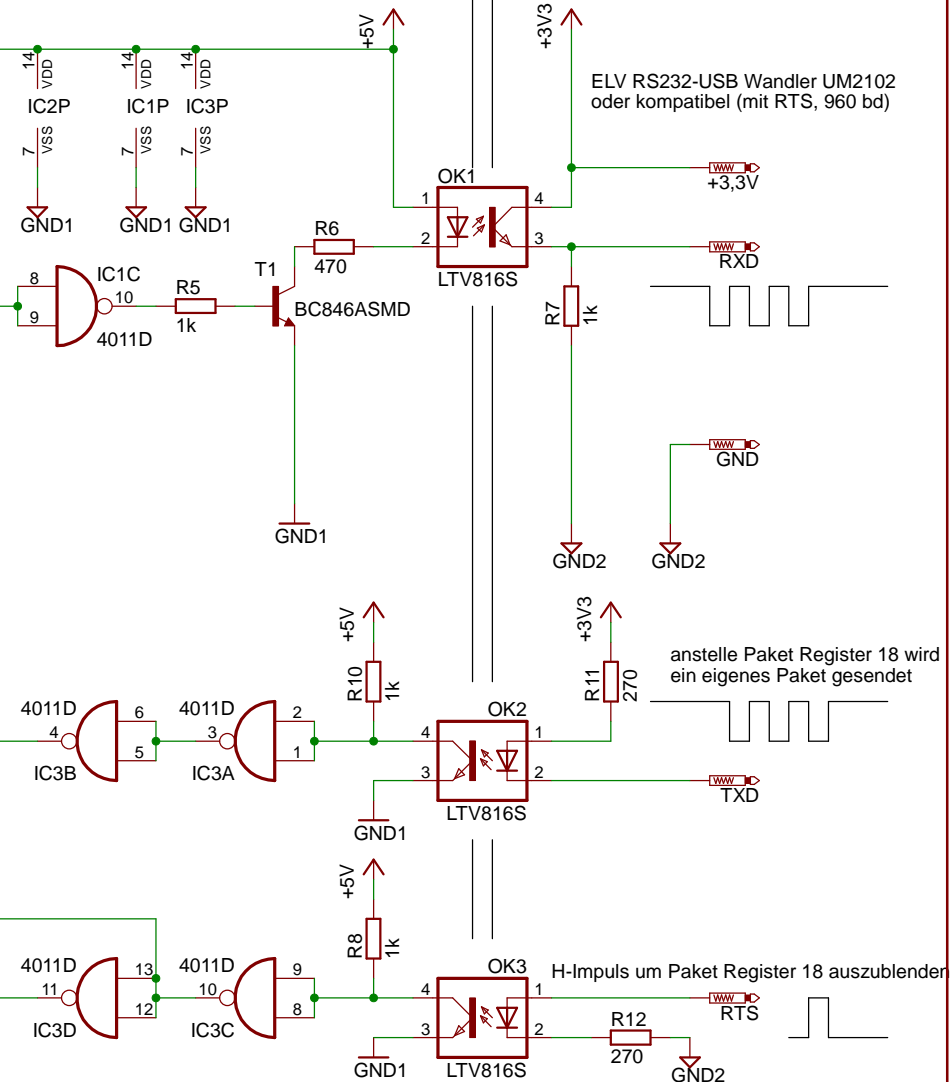 +5V
+3V3
14
VDD
IC2P
7
VSS
GND1
14
VDD
IC1P
7
VSS
GND1
14
VDD
IC3P
7
VSS
GND1
ELV RS232-USB Wandler UM2102
oder kompatibel (mit RTS, 960 bd)
+3,3V
OK1
1
2
4
3
LTV816S
RXD
R6
470
T1
BC846ASMD
8
9
IC1C
10
4011D
R5
1k
R7
1k
GND
GND1
GND2
GND2
+5V
+3V3
R10
1k
R11
270
anstelle Paket Register 18 wird
ein eigenes Paket gesendet
4011D
4
6
5
IC3B
4011D
3
2
1
IC3A
OK2
4
3
1
2
LTV816S
TXD
GND1
+5V
R8
1k
4011D
11
13
12
IC3D
4011D
10
9
8
IC3C
OK3
4
3
1
2
LTV816S
H-Impuls um Paket Register 18 auszublenden
RTS
R12
270
GND1
GND2